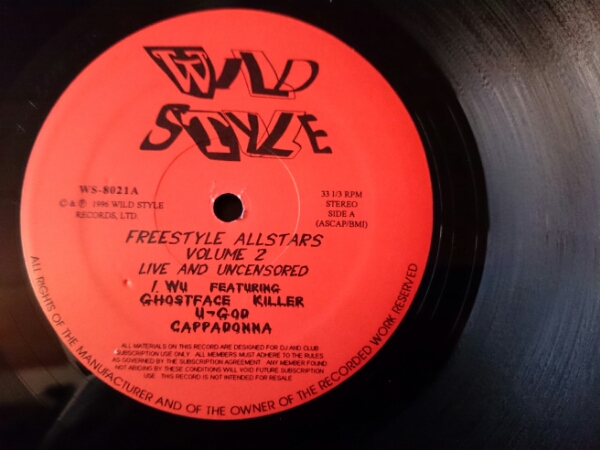 WILD
STYLE
WS-8021A
© & ℗ 1996 WILD STYLE
RECORDS, LTD.
33 1/3 RPM
STEREO
SIDE A
(ASCAP/BMI)
FREESTYLE ALLSTARS
VOLUME 2
LIVE AND UNCENSORED
1. WU FEATURING
GHOSTFACE KILLER
U-GOD
CAPPADONNA
ALL MATERIALS ON THIS RECORD ARE DESIGNED FOR DJ AND CLUB
SUBSCRIPTION USE ONLY. ALL MEMBERS MUST ADHERE TO THE RULES
AS GOVERNED BY THE SUBSCRIPTION AGREEMENT. ANY MEMBER FOUND
NOT ABIDING BY THESE CONDITIONS WILL VOID FUTURE SUBSCRIPTION
USE. THIS RECORD IS NOT INTENDED FOR RESALE
ALL RIGHTS OF THE MANUFACTURER AND OF THE OWNER OF THE RECORDED WORK RESERVED